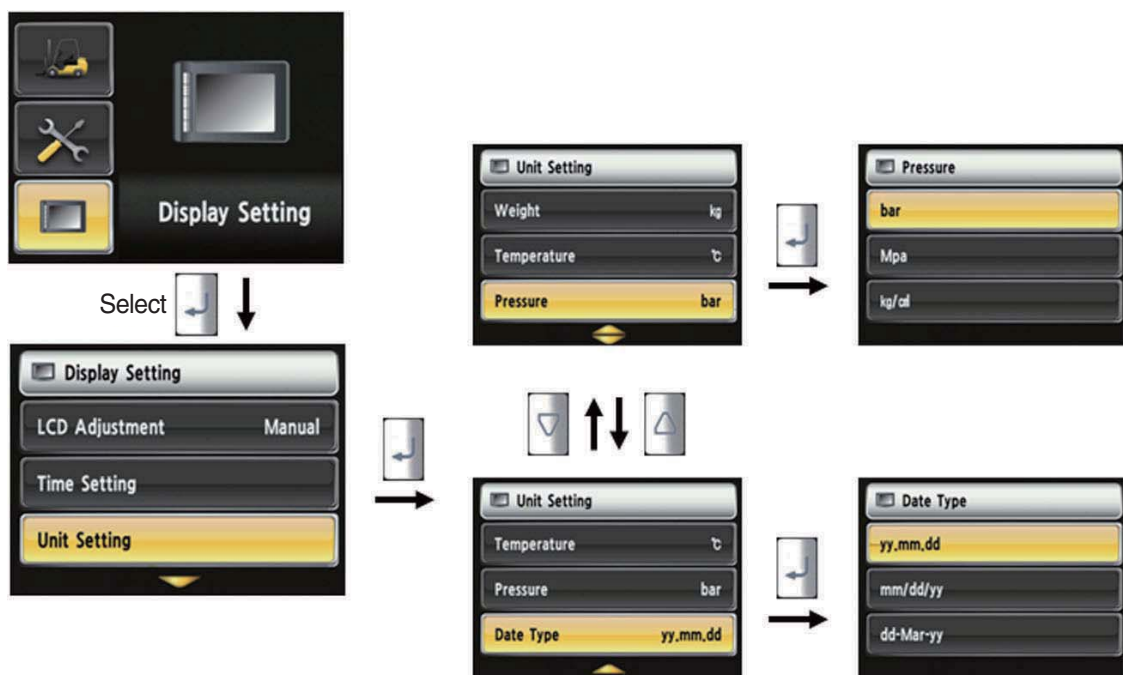 Display Setting
Select
Display Setting
LCD Adjustment Manual
Time Setting
Unit Setting
Unit Setting
Weight kg
Temperature ℃
Pressure bar
Pressure
bar
Mpa
kg/㎠
Unit Setting
Temperature ℃
Pressure bar
Date Type yy.mm.dd
Date Type
yy.mm.dd
mm/dd/yy
dd-Mar-yy